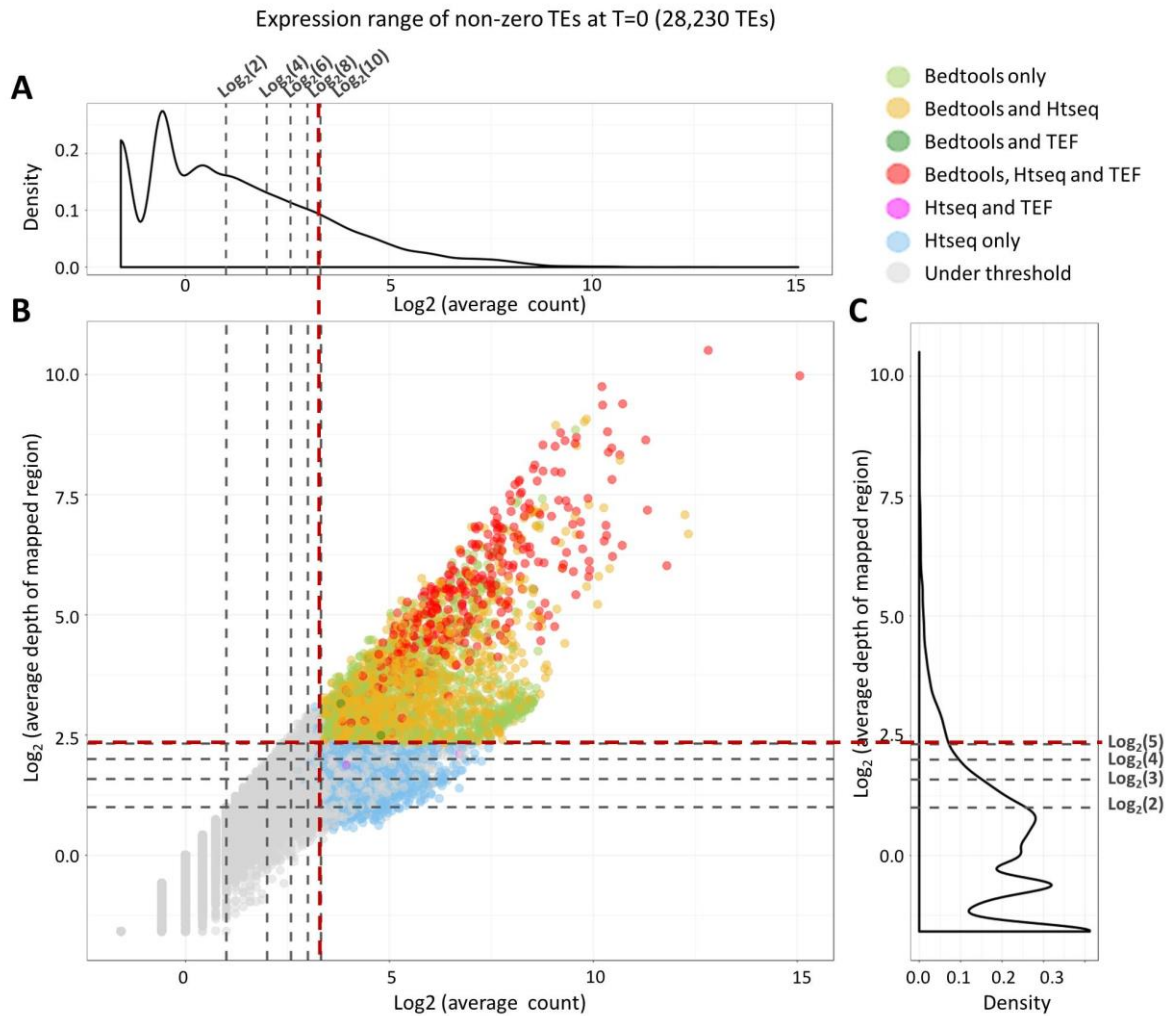 Expression range of non-zero TEs at T=0 (28,230 TEs)
A
Log₂(2)
Log₂(4)
Log₂(6)
Log₂(8)
Log₂(10)
Density
0.2
0.1
0.0
0
5
10
15
Log2 (average count)
Bedtools only
Bedtools and Htseq
Bedtools and TEF
Bedtools, Htseq and TEF
Htseq and TEF
Htseq only
Under threshold
B
Log₂ (average depth of mapped region)
10.0
7.5
5.0
2.5
0.0
0
5
10
15
Log2 (average count)
C
Log₂ (average depth of mapped region)
10.0
7.5
5.0
2.5
0.0
Log₂(5)
Log₂(4)
Log₂(3)
Log₂(2)
0.0
0.1
0.2
0.3
Density